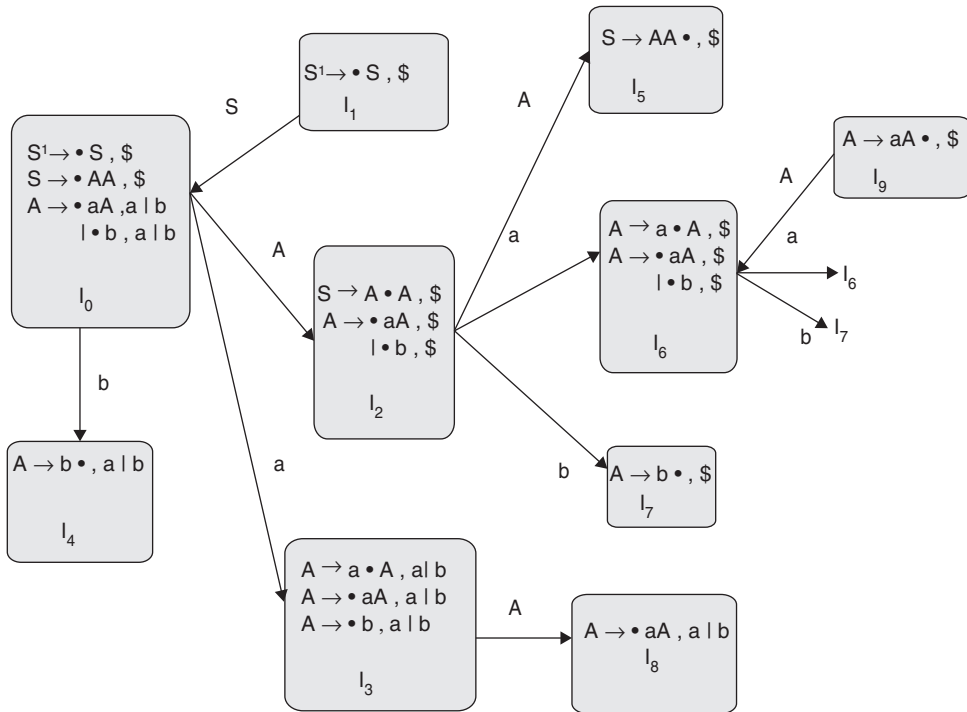 S¹→ • S , $
S → • AA , $
A → • aA ,a | b
| • b , a | b
I₀
S
S¹→ • S , $
I₁
A
S → A • A , $
A → • aA , $
| • b , $
I₂
A
S → AA • , $
I₅
a
A → a • A , $
A → • aA , $
| • b , $
I₆
A
A → aA • , $
I₉
a
I₆
b
I₇
b
A → b • , $
I₇
b
A → b • , a | b
I₄
a
A → a • A , a| b
A → • aA , a | b
A → • b , a | b
I₃
A
A → • aA , a | b
I₈